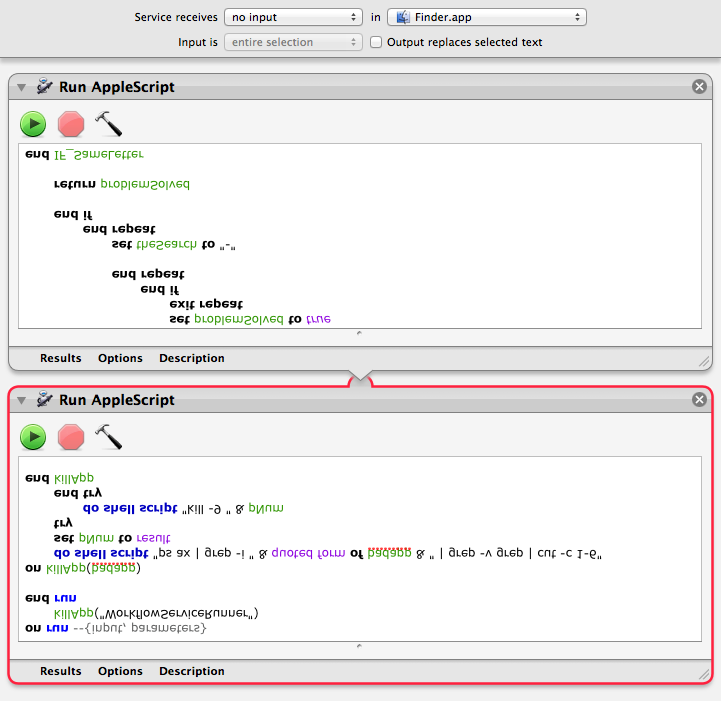 Service receives no input in Finder.app
Input is entire selection Output replaces selected text
Run AppleScript
end IF_SameLetter
return problemSolved
end if
end repeat
set theSearch to "-"
end repeat
end if
exit repeat
set problemSolved to true
Results Options Description
Run AppleScript
end killApp
end try
do shell script "kill -9 " & pNum
try
set pNum to result
do shell script "ps ax | grep -i " & quoted form of badapp & " | grep -v grep | cut -c 1-6"
on killApp(badapp)
end run
killApp("WorkflowServiceRunner")
on run --{input, parameters}
Results Options Description